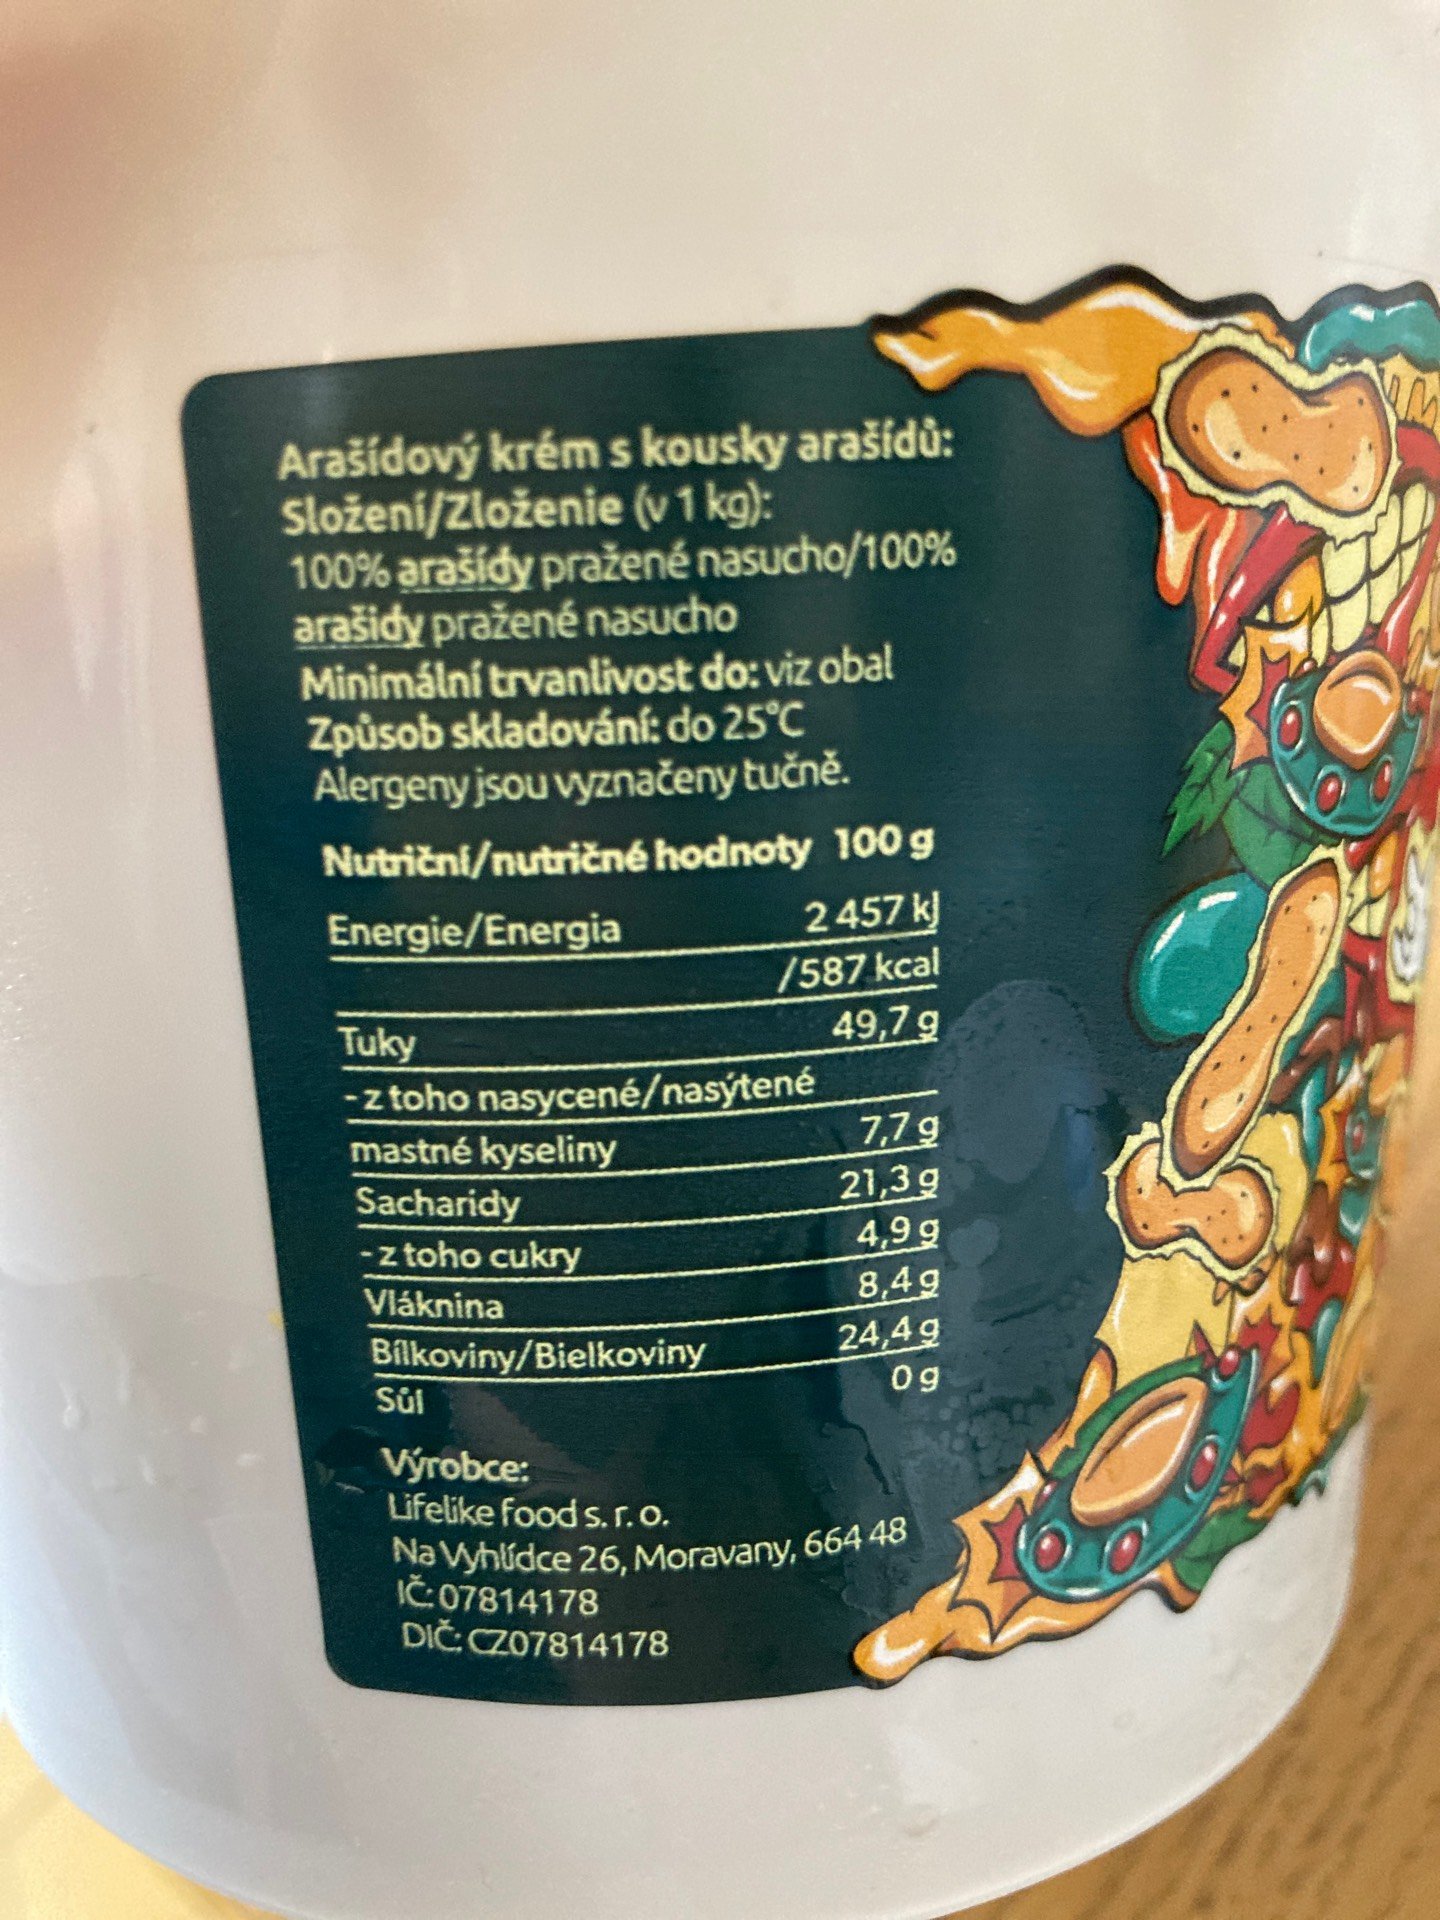 Arašídový krém s kousky arašídů:
Složení/Zloženie (v 1 kg):
100% arašídy pražené nasucho/100%
arašidy pražené nasucho
Minimální trvanlivost do: viz obal
Způsob skladování: do 25°C
Alergeny jsou vyznačeny tučně.
Nutriční/nutričné hodnoty 100 g
Energie/Energia 2 457 kJ
/587 kcal
Tuky 49,7 g
- z toho nasycené/nasýtené
mastné kyseliny 7,7 g
Sacharidy 21,3 g
- z toho cukry 4,9 g
Vláknina 8,4 g
Bílkoviny/Bielkoviny 24,4 g
Sůl 0 g
Výrobce:
Lifelike food s. r. o.
Na Vyhlídce 26, Moravany, 664 48
IČ: 07814178
DIČ: CZ07814178